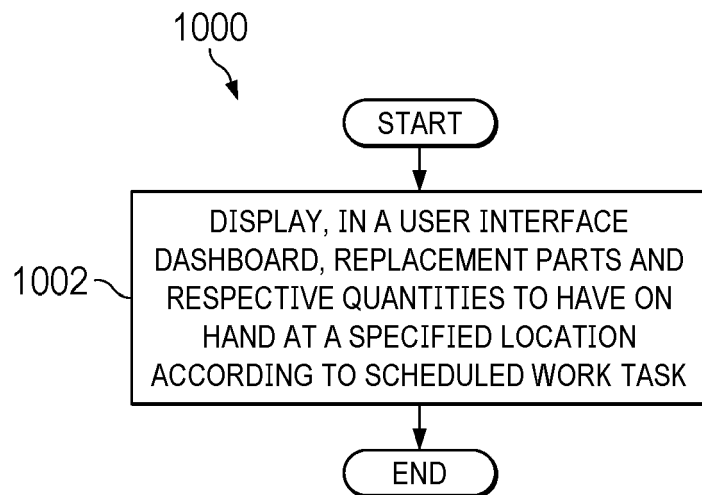 1000
START
DISPLAY, IN A USER INTERFACE
DASHBOARD, REPLACEMENT PARTS AND
RESPECTIVE QUANTITIES TO HAVE ON
HAND AT A SPECIFIED LOCATION
ACCORDING TO SCHEDULED WORK TASK
1002
END